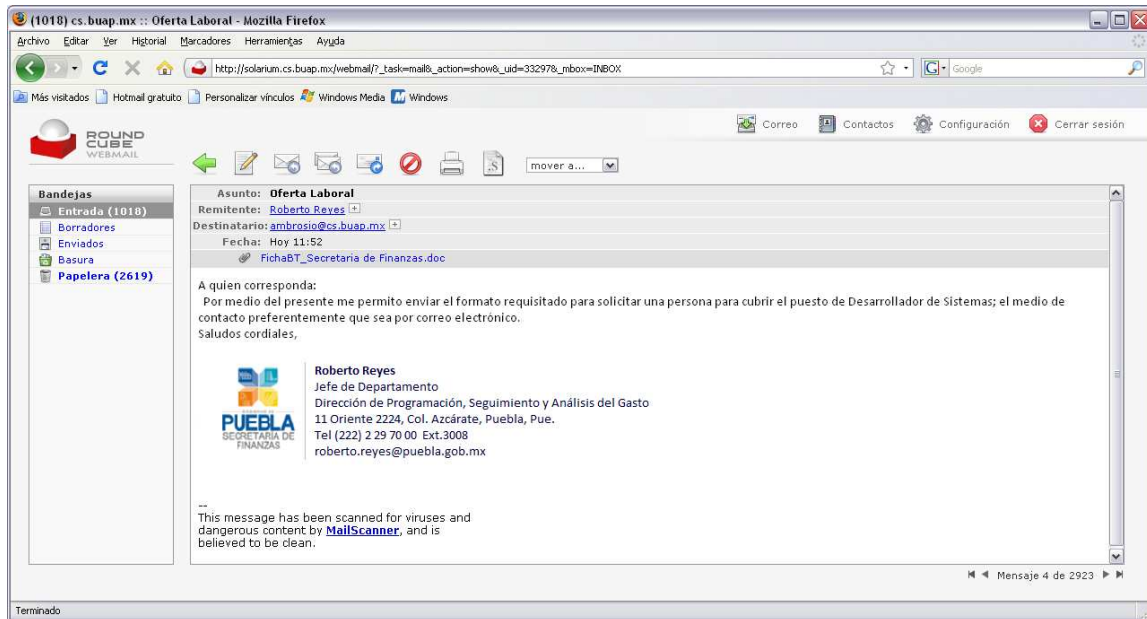 (1018) cs.buap.mx :: Oferta Laboral - Mozilla Firefox
Archivo Editar Ver Historial Marcadores Herramientas Ayuda
http://solarium.cs.buap.mx/webmail/?_task=mail&_action=show&_uid=33297&_mbox=INBOX
G Google
Más visitados Hotmail gratuito Personalizar vínculos Windows Media Windows
Correo Contactos Configuración Cerrar sesión
ROUND
CUBE
WEBMAIL
mover a...
Bandejas
Entrada (1018)
Borradores
Enviados
Basura
Papelera (2619)
Asunto: Oferta Laboral
Remitente: Roberto Reyes
Destinatario: ambrosio@cs.buap.mx
Fecha: Hoy 11:52
FichaBT_Secretaria de Finanzas.doc
A quien corresponda:
Por medio del presente me permito enviar el formato requisitado para solicitar una persona para cubrir el puesto de Desarrollador de Sistemas; el medio de
contacto preferentemente que sea por correo electrónico.
Saludos cordiales,
PUEBLA
SECRETARÍA DE
FINANZAS
Roberto Reyes
Jefe de Departamento
Dirección de Programación, Seguimiento y Análisis del Gasto
11 Oriente 2224, Col. Azcárate, Puebla, Pue.
Tel (222) 2 29 70 00 Ext.3008
roberto.reyes@puebla.gob.mx
--
This message has been scanned for viruses and
dangerous content by MailScanner, and is
believed to be clean.
Mensaje 4 de 2923
Terminado